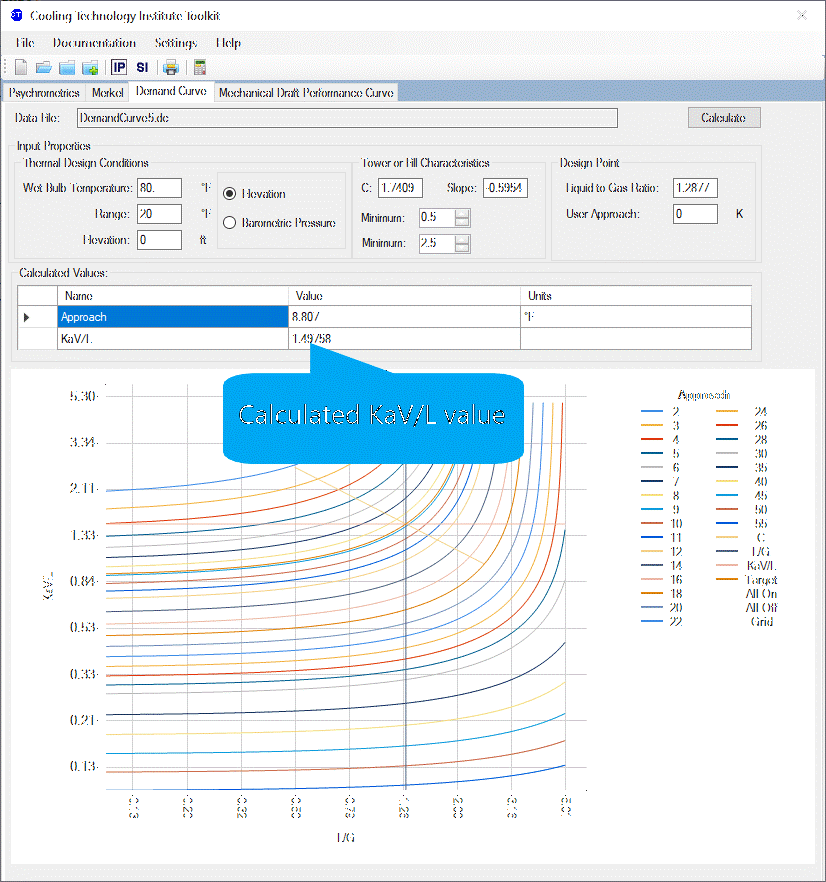 Cooling Technology Institute Toolkit
File Documentation Settings Help
IP SI
Psychrometrics Merkel Demand Curve Mechanical Draft Performance Curve
Data File: DemandCurve5.dc Calculate
Input Properties
Thermal Design Conditions Tower or Fill Characteristics Design Point
Wet Bulb Temperature: 80. °F Elevation C: 1.7409 Slope: -0.5954 Liquid to Gas Ratio: 1.2877
Range: 20 °F Barometric Pressure Minimum: 0.5 User Approach: 0 K
Elevation: 0 ft Minimum: 2.5
Calculated Values:
Name Value Units
Approach 8.807 °F
KaV/L 1.49758
Calculated KaV/L value
5.30
3.34
2.11
1.33
0.84
0.53
0.33
0.21
0.13
KaV/L
L/G
Approach
2 24
3 26
4 28
5 30
6 35
7 40
8 45
9 50
10 55
11 C
12 L/G
14 KaV/L
16 Target
18 All On
20 All Off
22 Grid